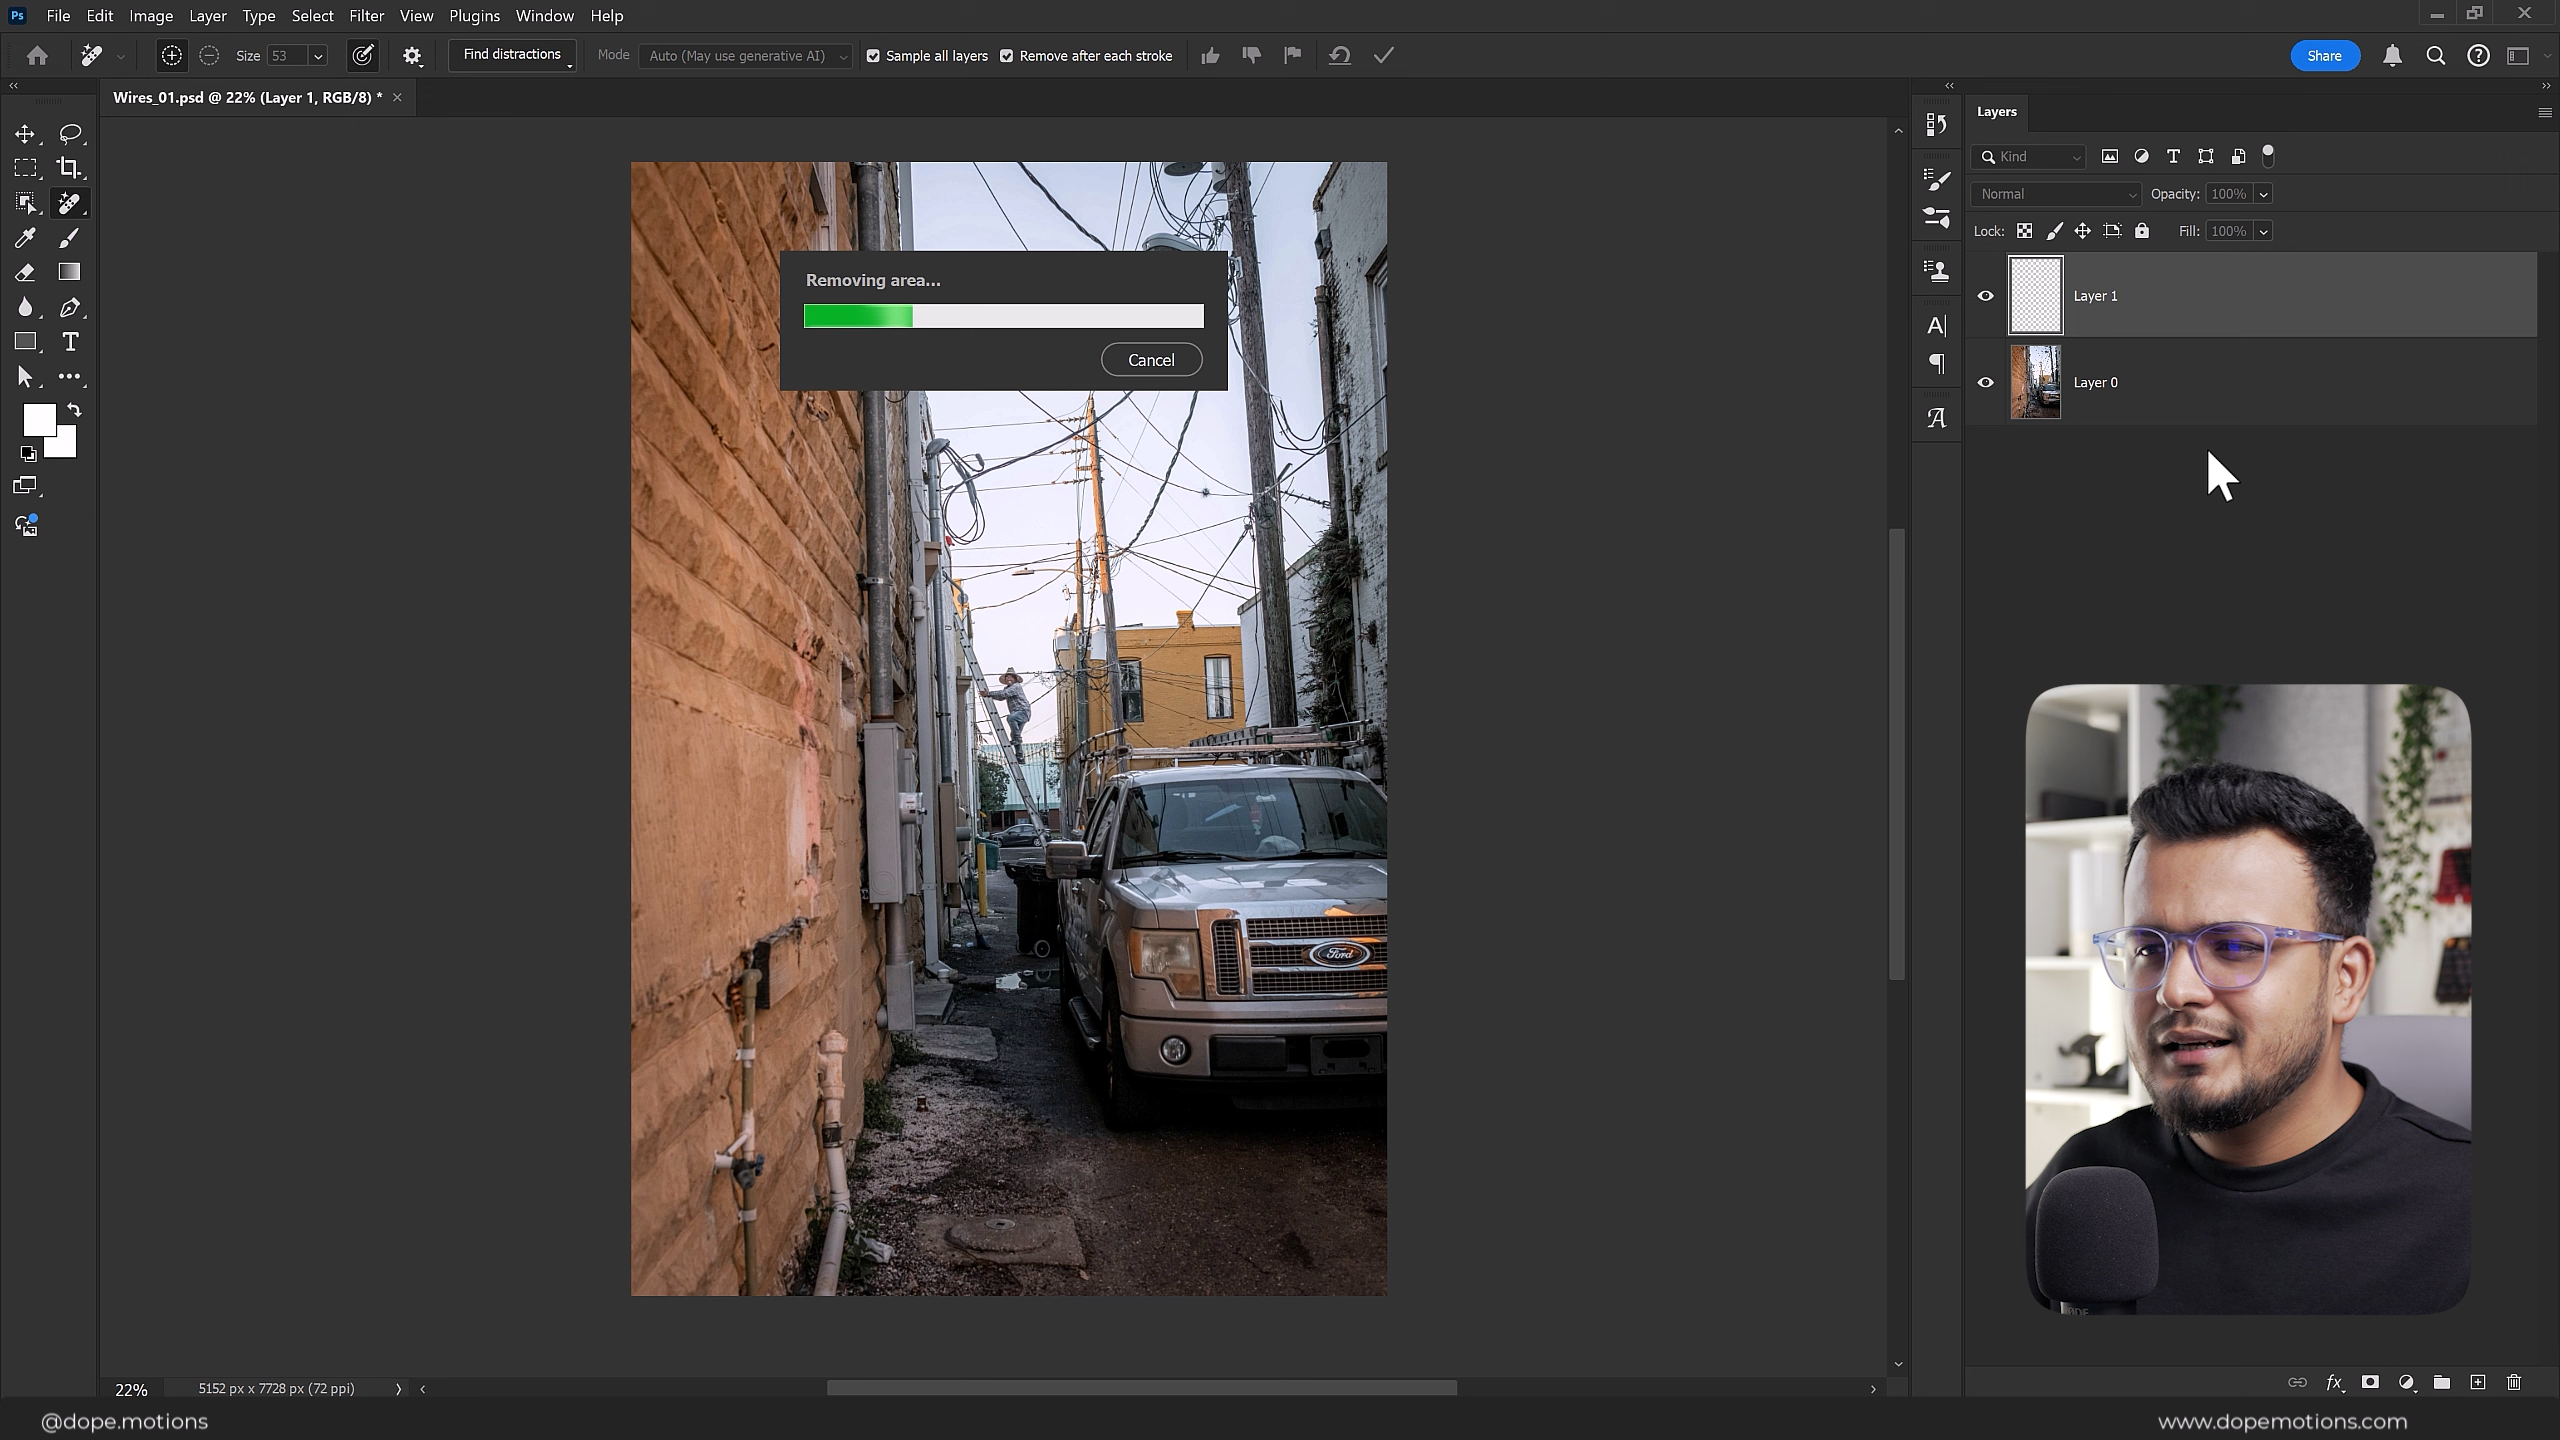 Ps File Edit Image Layer Type Select Filter View Plugins Window Help
Size 53 Find distractions Mode Auto (May use generative AI) Sample all layers Remove after each stroke Share
Wires_01.psd @ 22% (Layer 1, RGB/8) *
Layers
Kind
Normal Opacity: 100%
Lock: Fill: 100%
Layer 1
Layer 0
Removing area...
Cancel
Ford
22% 5152 px x 7728 px (72 ppi)
@dope.motions
www.dopemotions.com